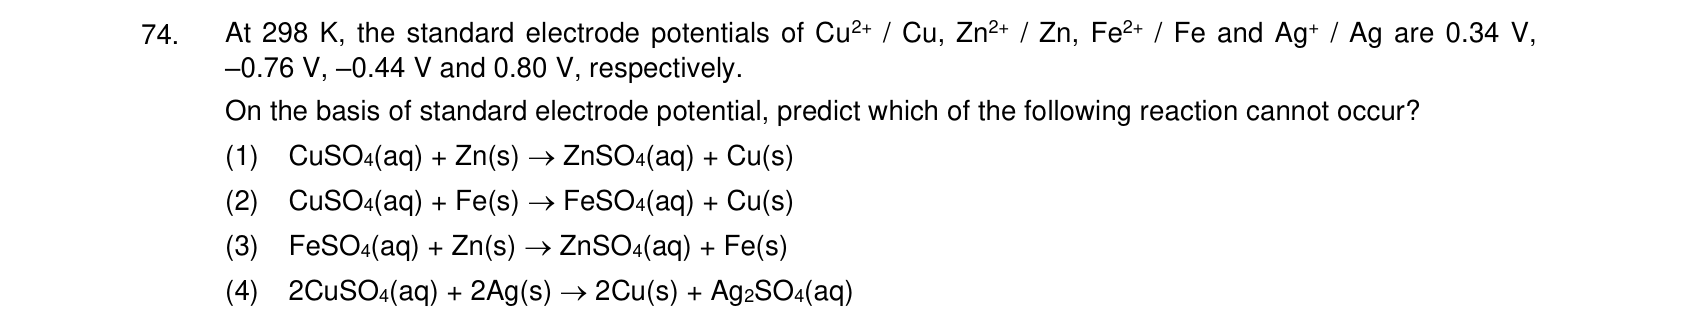 74. At 298 K, the standard electrode potentials of Cu²⁺ / Cu, Zn²⁺ / Zn, Fe²⁺ / Fe and Ag⁺ / Ag are 0.34 V,
–0.76 V, –0.44 V and 0.80 V, respectively.
On the basis of standard electrode potential, predict which of the following reaction cannot occur?
(1) CuSO₄(aq) + Zn(s) → ZnSO₄(aq) + Cu(s)
(2) CuSO₄(aq) + Fe(s) → FeSO₄(aq) + Cu(s)
(3) FeSO₄(aq) + Zn(s) → ZnSO₄(aq) + Fe(s)
(4) 2CuSO₄(aq) + 2Ag(s) → 2Cu(s) + Ag₂SO₄(aq)